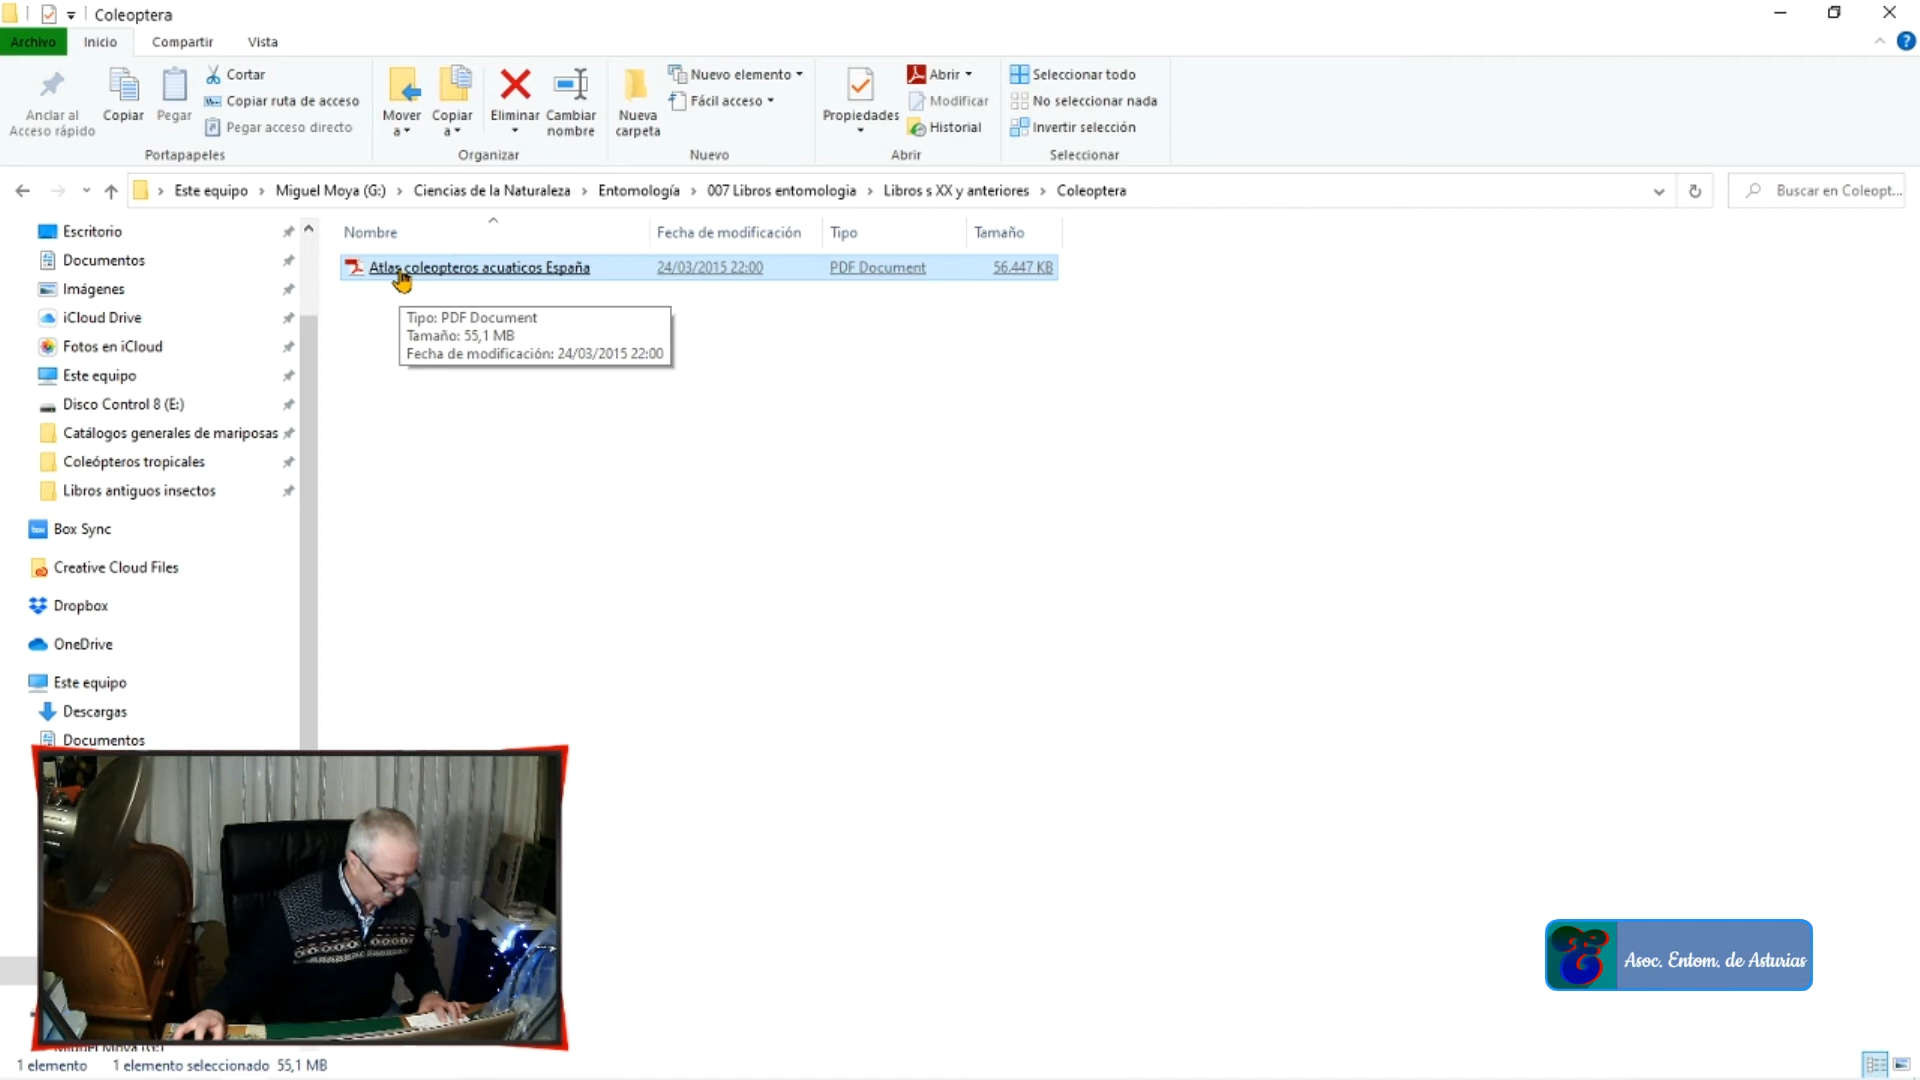 Coleoptera
Archivo Inicio Compartir Vista
Anclar al
Acceso rápido
Copiar
Pegar
Cortar
Copiar ruta de acceso
Pegar acceso directo
Portapapeles
Mover
a
Copiar
a
Eliminar
Cambiar
nombre
Organizar
Nueva
carpeta
Nuevo elemento
Fácil acceso
Nuevo
Propiedades
Abrir
Modificar
Historial
Abrir
Seleccionar todo
No seleccionar nada
Invertir selección
Seleccionar
Este equipo > Miguel Moya (G:) > Ciencias de la Naturaleza > Entomología > 007 Libros entomologia > Libros s XX y anteriores > Coleoptera
Buscar en Coleopt...
Escritorio
Documentos
Imágenes
iCloud Drive
Fotos en iCloud
Este equipo
Disco Control 8 (E:)
Catálogos generales de mariposas
Coleópteros tropicales
Libros antiguos insectos
Box Sync
Creative Cloud Files
Dropbox
OneDrive
Este equipo
Descargas
Documentos
Miguel Moya (G:)
Nombre Fecha de modificación Tipo Tamaño
Atlas coleopteros acuaticos España 24/03/2015 22:00 PDF Document 56.447 KB
Tipo: PDF Document
Tamaño: 55,1 MB
Fecha de modificación: 24/03/2015 22:00
Asoc. Entom. de Asturias
1 elemento 1 elemento seleccionado 55,1 MB